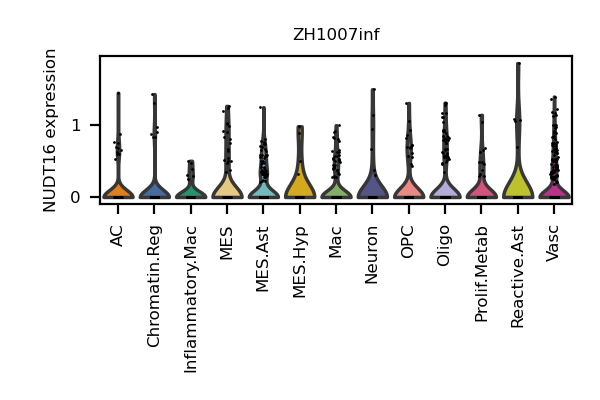 ZH1007inf
NUDT16 expression
1
0
AC
Chromatin.Reg
Inflammatory.Mac
MES
MES.Ast
MES.Hyp
Mac
Neuron
OPC
Oligo
Prolif.Metab
Reactive.Ast
Vasc